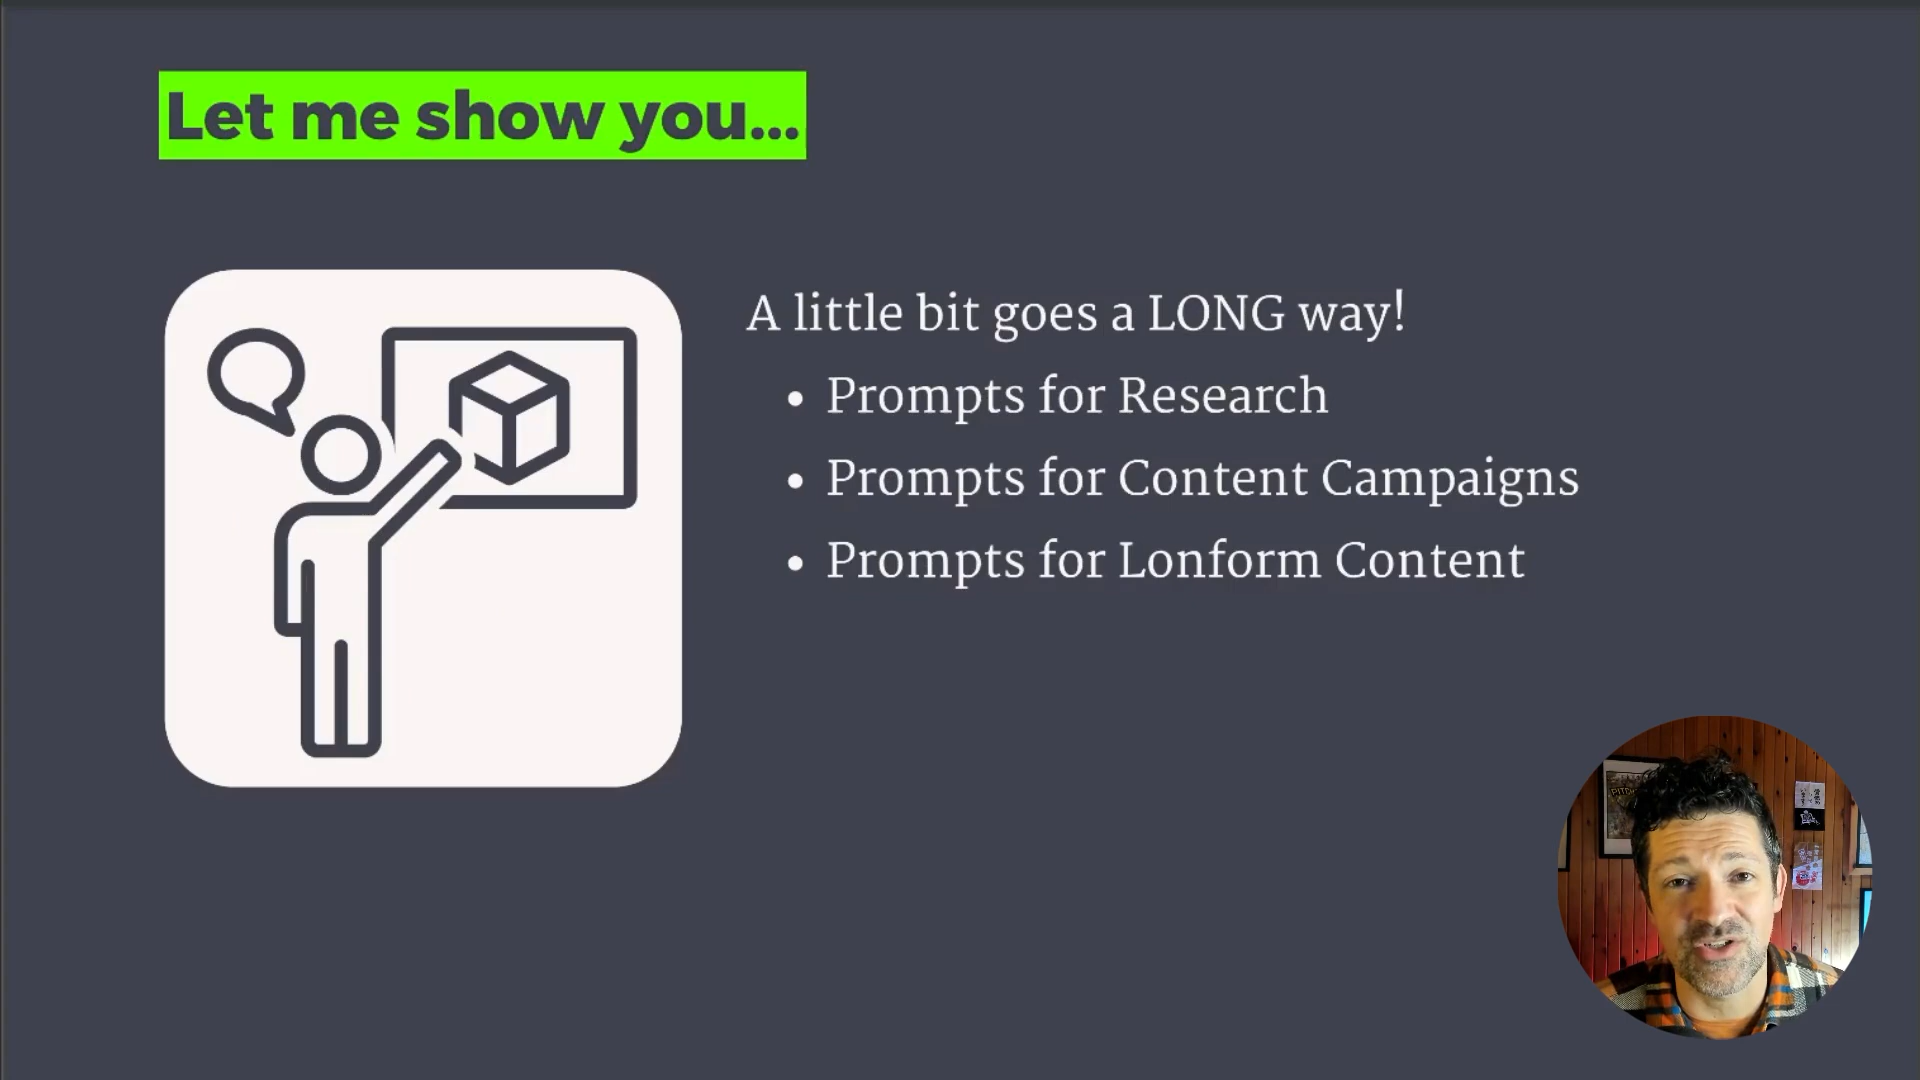 Let me show you...
A little bit goes a LONG way!
• Prompts for Research
• Prompts for Content Campaigns
• Prompts for Lonform Content
PITCH